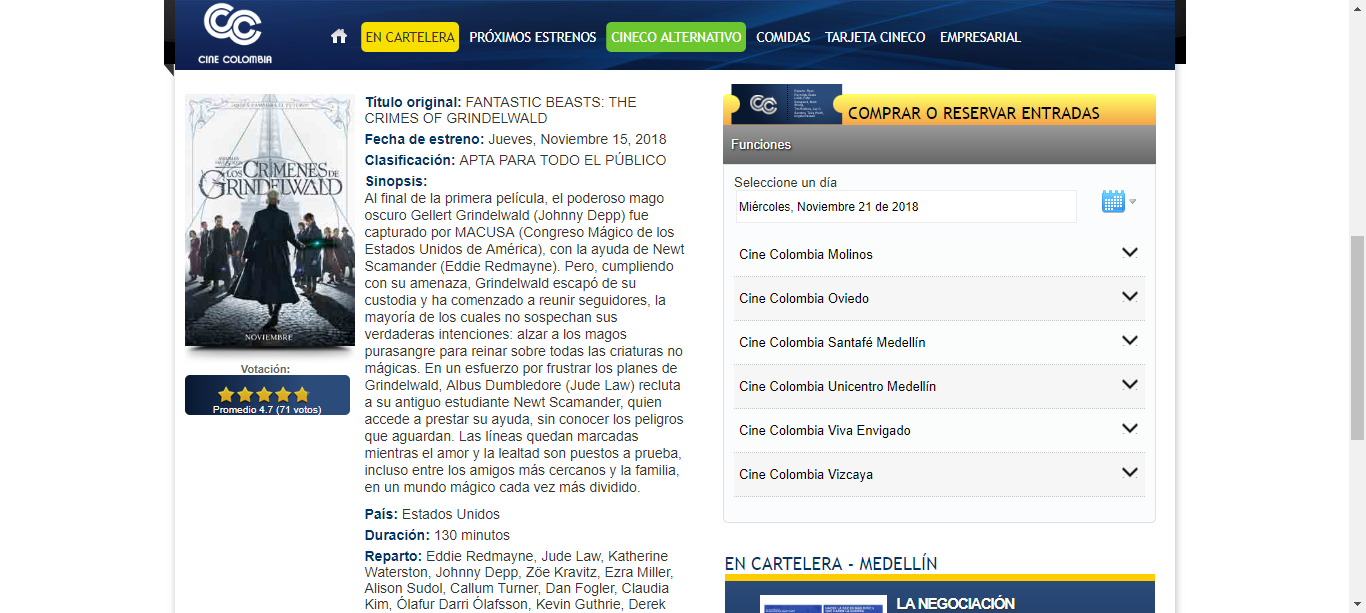 CINE COLOMBIA
EN CARTELERA
PRÓXIMOS ESTRENOS
CINECO ALTERNATIVO
COMIDAS
TARJETA CINECO
EMPRESARIAL
LOS CRÍMENES DE
GRINDELWALD
NOVIEMBRE
Votación:
Promedio 4.7 (71 votos)
Título original: FANTASTIC BEASTS: THE
CRIMES OF GRINDELWALD
Fecha de estreno: Jueves, Noviembre 15, 2018
Clasificación: APTA PARA TODO EL PÚBLICO
Sinopsis:
Al final de la primera película, el poderoso mago
oscuro Gellert Grindelwald (Johnny Depp) fue
capturado por MACUSA (Congreso Mágico de los
Estados Unidos de América), con la ayuda de Newt
Scamander (Eddie Redmayne). Pero, cumpliendo
con su amenaza, Grindelwald escapó de su
custodia y ha comenzado a reunir seguidores, la
mayoría de los cuales no sospechan sus
verdaderas intenciones: alzar a los magos
purasangre para reinar sobre todas las criaturas no
mágicas. En un esfuerzo por frustrar los planes de
Grindelwald, Albus Dumbledore (Jude Law) recluta
a su antiguo estudiante Newt Scamander, quien
accede a prestar su ayuda, sin conocer los peligros
que aguardan. Las líneas quedan marcadas
mientras el amor y la lealtad son puestos a prueba,
incluso entre los amigos más cercanos y la familia,
en un mundo mágico cada vez más dividido.
País: Estados Unidos
Duración: 130 minutos
Reparto: Eddie Redmayne, Jude Law, Katherine
Waterston, Johnny Depp, Zöe Kravitz, Ezra Miller,
Alison Sudol, Callum Turner, Dan Fogler, Claudia
Kim, Ólafur Darri Ólafsson, Kevin Guthrie, Derek
COMPRAR O RESERVAR ENTRADAS
Funciones
Seleccione un día
Miércoles, Noviembre 21 de 2018
Cine Colombia Molinos
Cine Colombia Oviedo
Cine Colombia Santafé Medellín
Cine Colombia Unicentro Medellín
Cine Colombia Viva Envigado
Cine Colombia Vizcaya
EN CARTELERA - MEDELLÍN
LA NEGOCIACIÓN